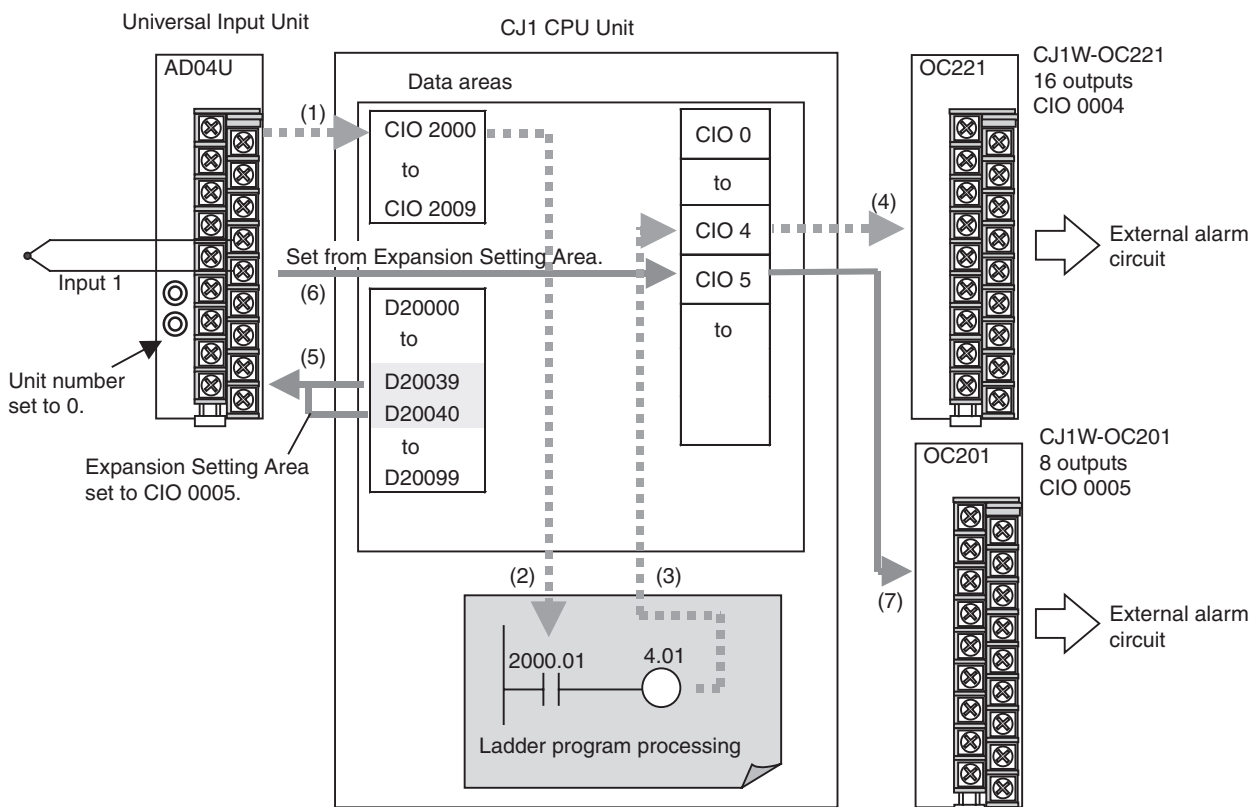 Universal Input Unit
CJ1 CPU Unit
AD04U
Data areas
(1)
CIO 2000
to
CIO 2009
CIO 0
to
CIO 4
CIO 5
to
(4)
OC221
CJ1W-OC221
16 outputs
CIO 0004
External alarm
circuit
Input 1
Set from Expansion Setting Area.
(6)
D20000
to
D20039
D20040
to
D20099
(5)
Unit number
set to 0.
Expansion Setting Area
set to CIO 0005.
OC201
CJ1W-OC201
8 outputs
CIO 0005
(2)
(3)
(7)
External alarm
circuit
2000.01
4.01
Ladder program processing